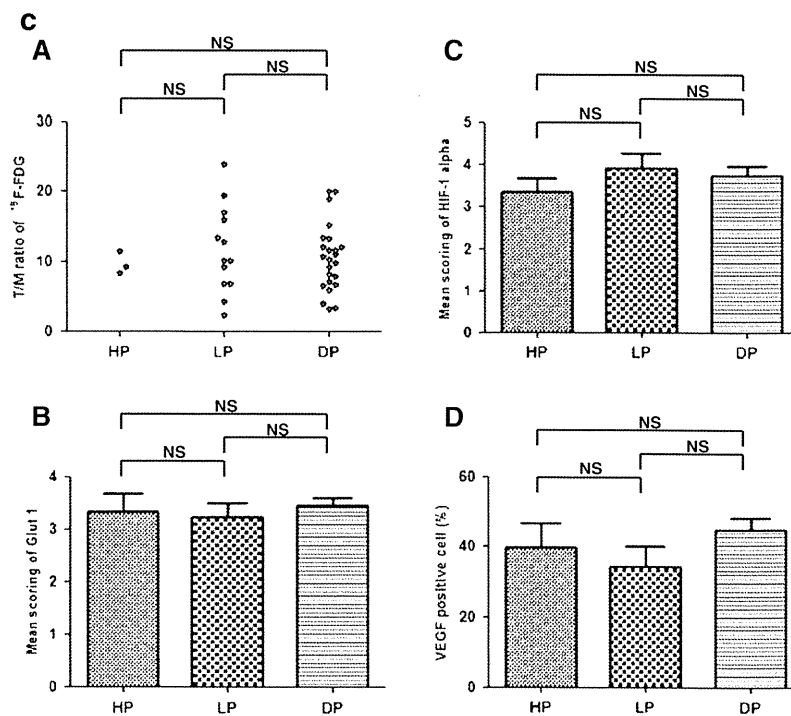 C
A
NS
NS
NS
T/M ratio of ¹⁸F-FDG
30
20
10
0
HP
LP
DP
B
NS
NS
NS
Mean scoring of Glut 1
4
3
2
1
0
HP
LP
DP
C
NS
NS
NS
Mean scoring of HIF-1 alpha
5
4
3
2
1
0
HP
LP
DP
D
NS
NS
NS
VEGF positive cell (%)
60
40
20
0
HP
LP
DP